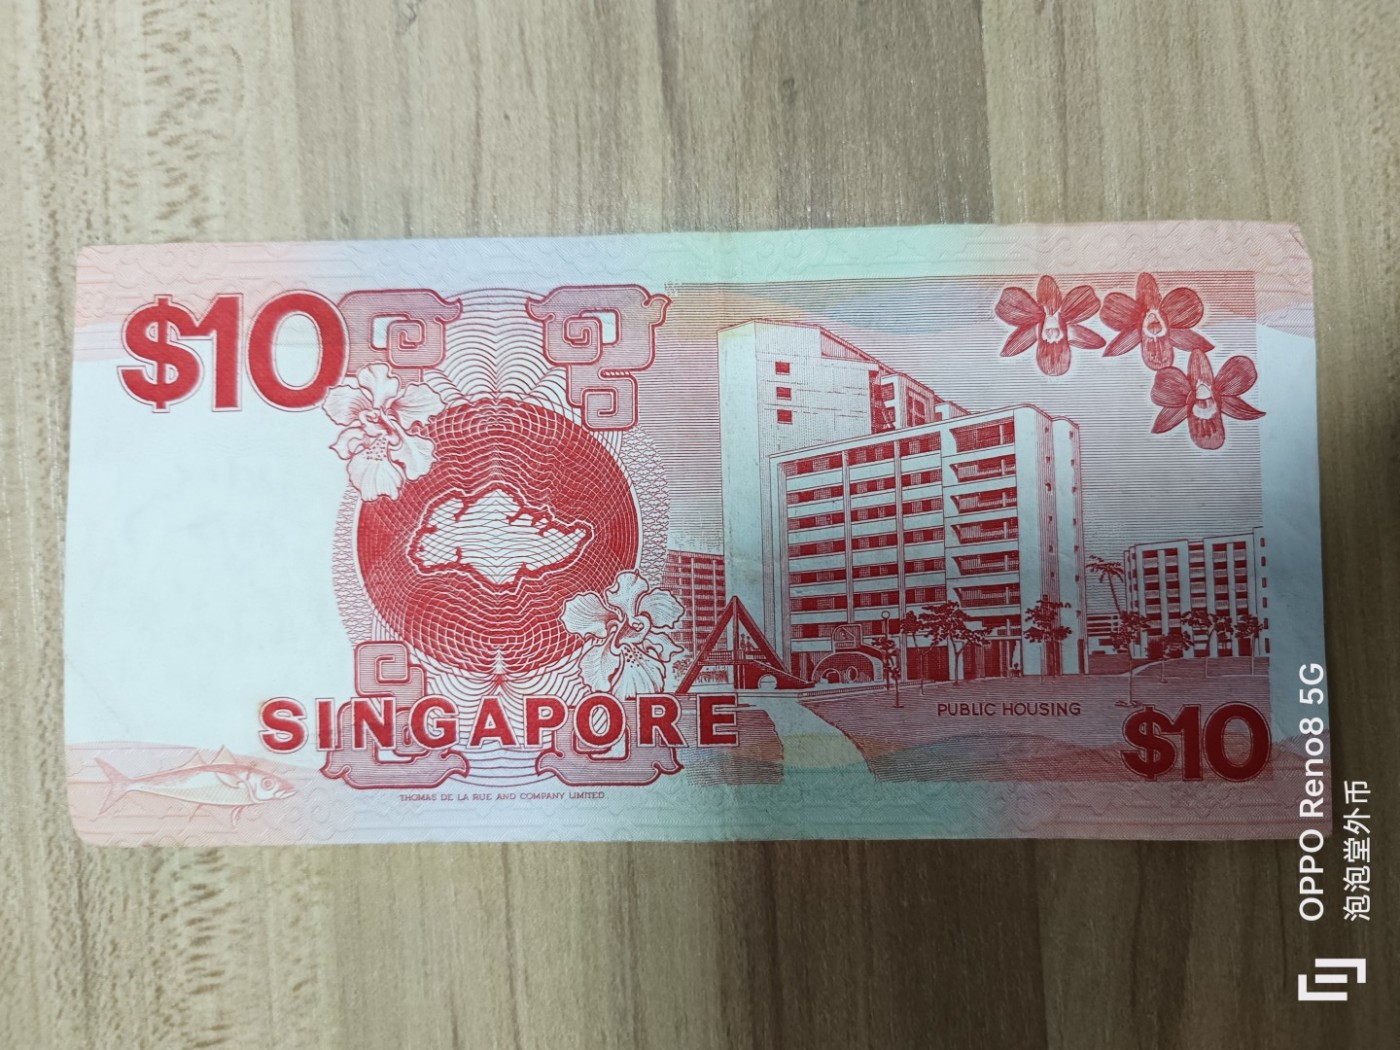 $10
SINGAPORE
THOMAS DE LA RUE AND COMPANY LIMITED
PUBLIC HOUSING
$10
OPPO Reno8 5G
泡泡堂外币